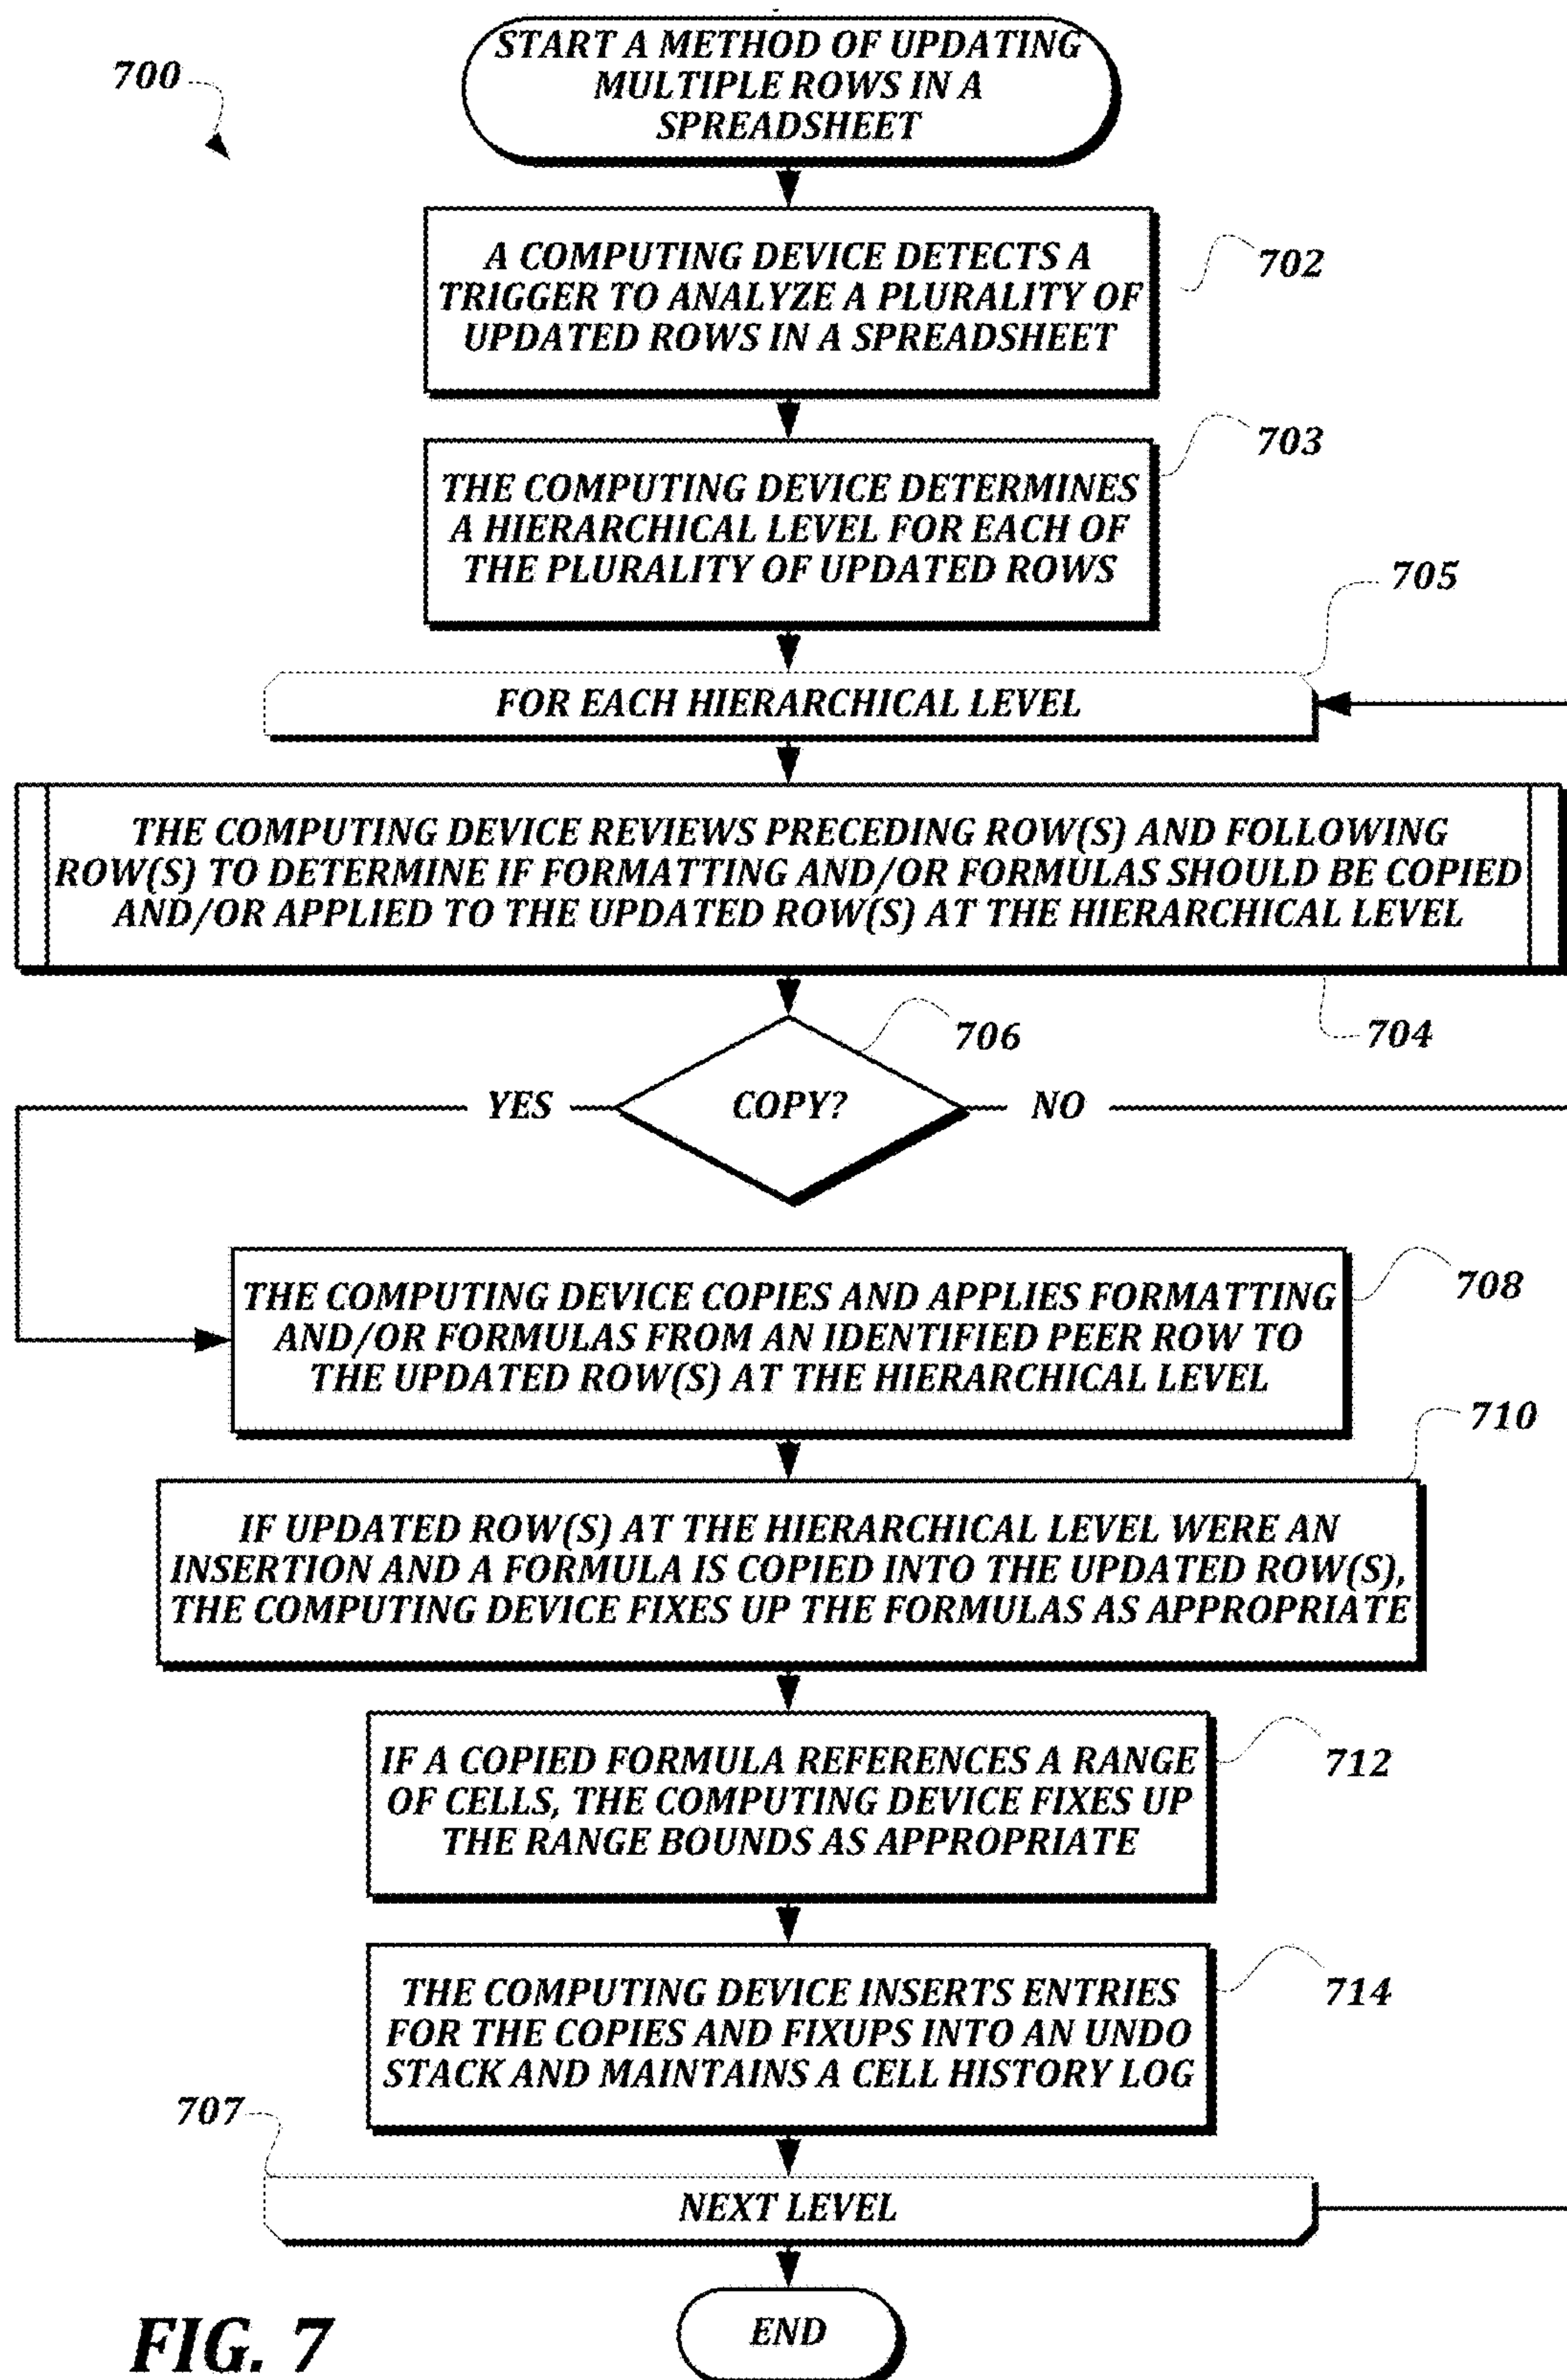 700
START A METHOD OF UPDATING
MULTIPLE ROWS IN A
SPREADSHEET
A COMPUTING DEVICE DETECTS A
TRIGGER TO ANALYZE A PLURALITY OF
UPDATED ROWS IN A SPREADSHEET
702
THE COMPUTING DEVICE DETERMINES
A HIERARCHICAL LEVEL FOR EACH OF
THE PLURALITY OF UPDATED ROWS
703
705
FOR EACH HIERARCHICAL LEVEL
THE COMPUTING DEVICE REVIEWS PRECEDING ROW(S) AND FOLLOWING
ROW(S) TO DETERMINE IF FORMATTING AND/OR FORMULAS SHOULD BE COPIED
AND/OR APPLIED TO THE UPDATED ROW(S) AT THE HIERARCHICAL LEVEL
704
706
YES
COPY?
NO
THE COMPUTING DEVICE COPIES AND APPLIES FORMATTING
AND/OR FORMULAS FROM AN IDENTIFIED PEER ROW TO
THE UPDATED ROW(S) AT THE HIERARCHICAL LEVEL
708
710
IF UPDATED ROW(S) AT THE HIERARCHICAL LEVEL WERE AN
INSERTION AND A FORMULA IS COPIED INTO THE UPDATED ROW(S),
THE COMPUTING DEVICE FIXES UP THE FORMULAS AS APPROPRIATE
IF A COPIED FORMULA REFERENCES A RANGE
OF CELLS, THE COMPUTING DEVICE FIXES UP
THE RANGE BOUNDS AS APPROPRIATE
712
THE COMPUTING DEVICE INSERTS ENTRIES
FOR THE COPIES AND FIXUPS INTO AN UNDO
STACK AND MAINTAINS A CELL HISTORY LOG
714
707
NEXT LEVEL
END
FIG. 7